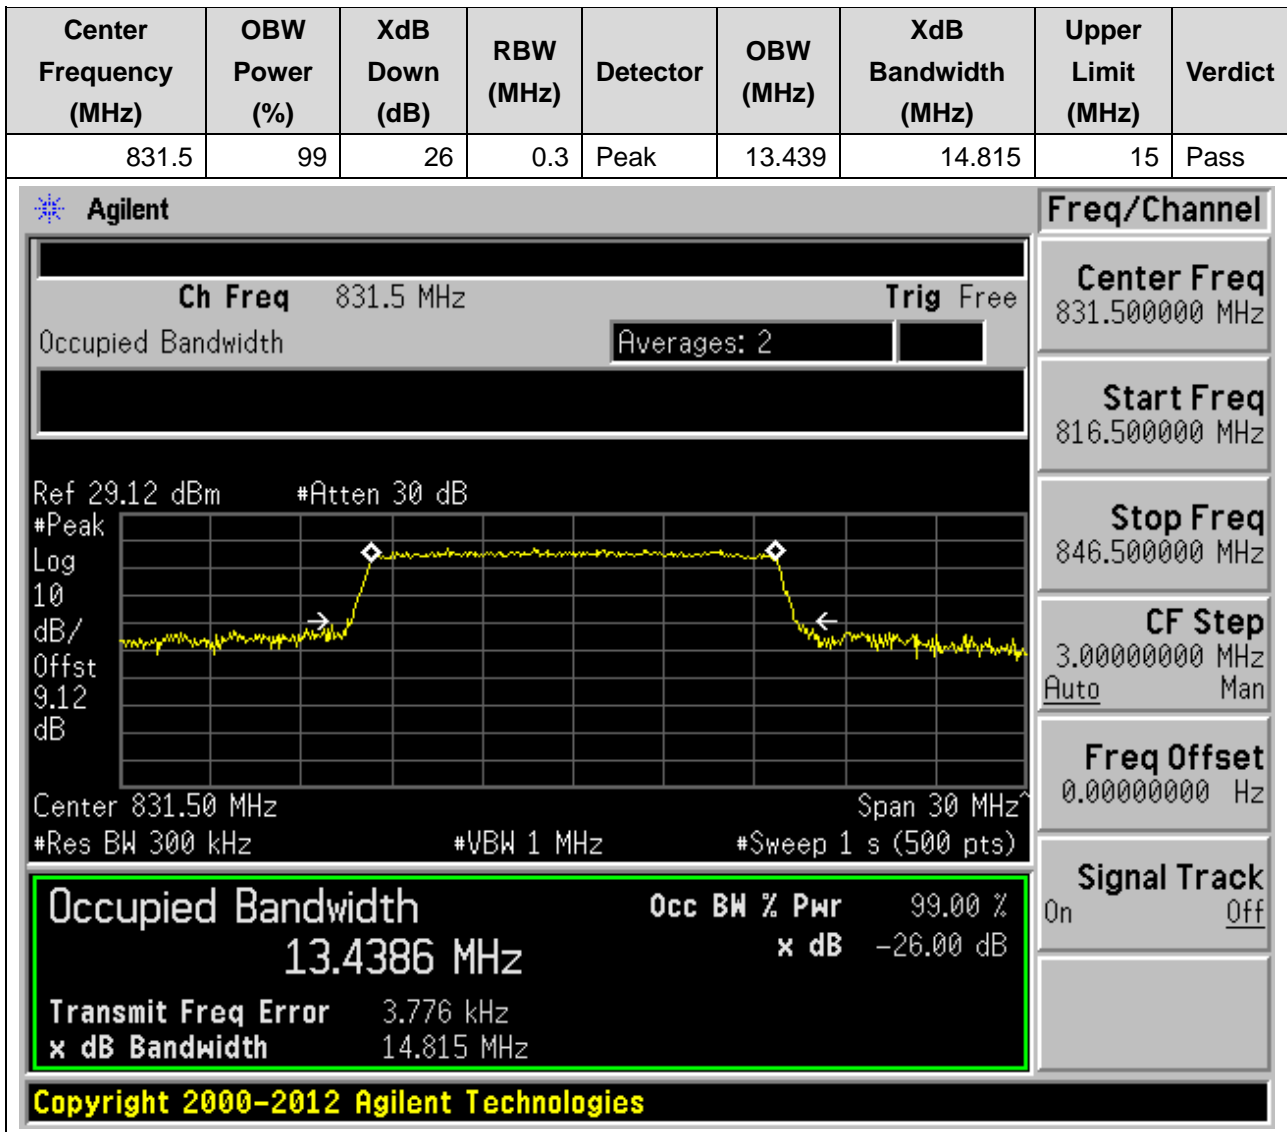 Center Frequency (MHz) OBW Power (%) XdB Down (dB) RBW (MHz) Detector OBW (MHz) XdB Bandwidth (MHz) Upper Limit (MHz) Verdict
831.5 99 26 0.3 Peak 13.439 14.815 15 Pass
Agilent
Freq/Channel
Ch Freq 831.5 MHz Trig Free
Occupied Bandwidth Averages: 2
Center Freq
831.500000 MHz
Start Freq
816.500000 MHz
Stop Freq
846.500000 MHz
CF Step
3.00000000 MHz
Auto Man
Freq Offset
0.00000000 Hz
Signal Track
On Off
Ref 29.12 dBm #Atten 30 dB
#Peak
Log
10
dB/
Offst
9.12
dB
Center 831.50 MHz Span 30 MHz^
#Res BW 300 kHz #VBW 1 MHz #Sweep 1 s (500 pts)
Occupied Bandwidth Occ BW % Pwr 99.00 %
13.4386 MHz x dB -26.00 dB
Transmit Freq Error 3.776 kHz
x dB Bandwidth 14.815 MHz
Copyright 2000-2012 Agilent Technologies